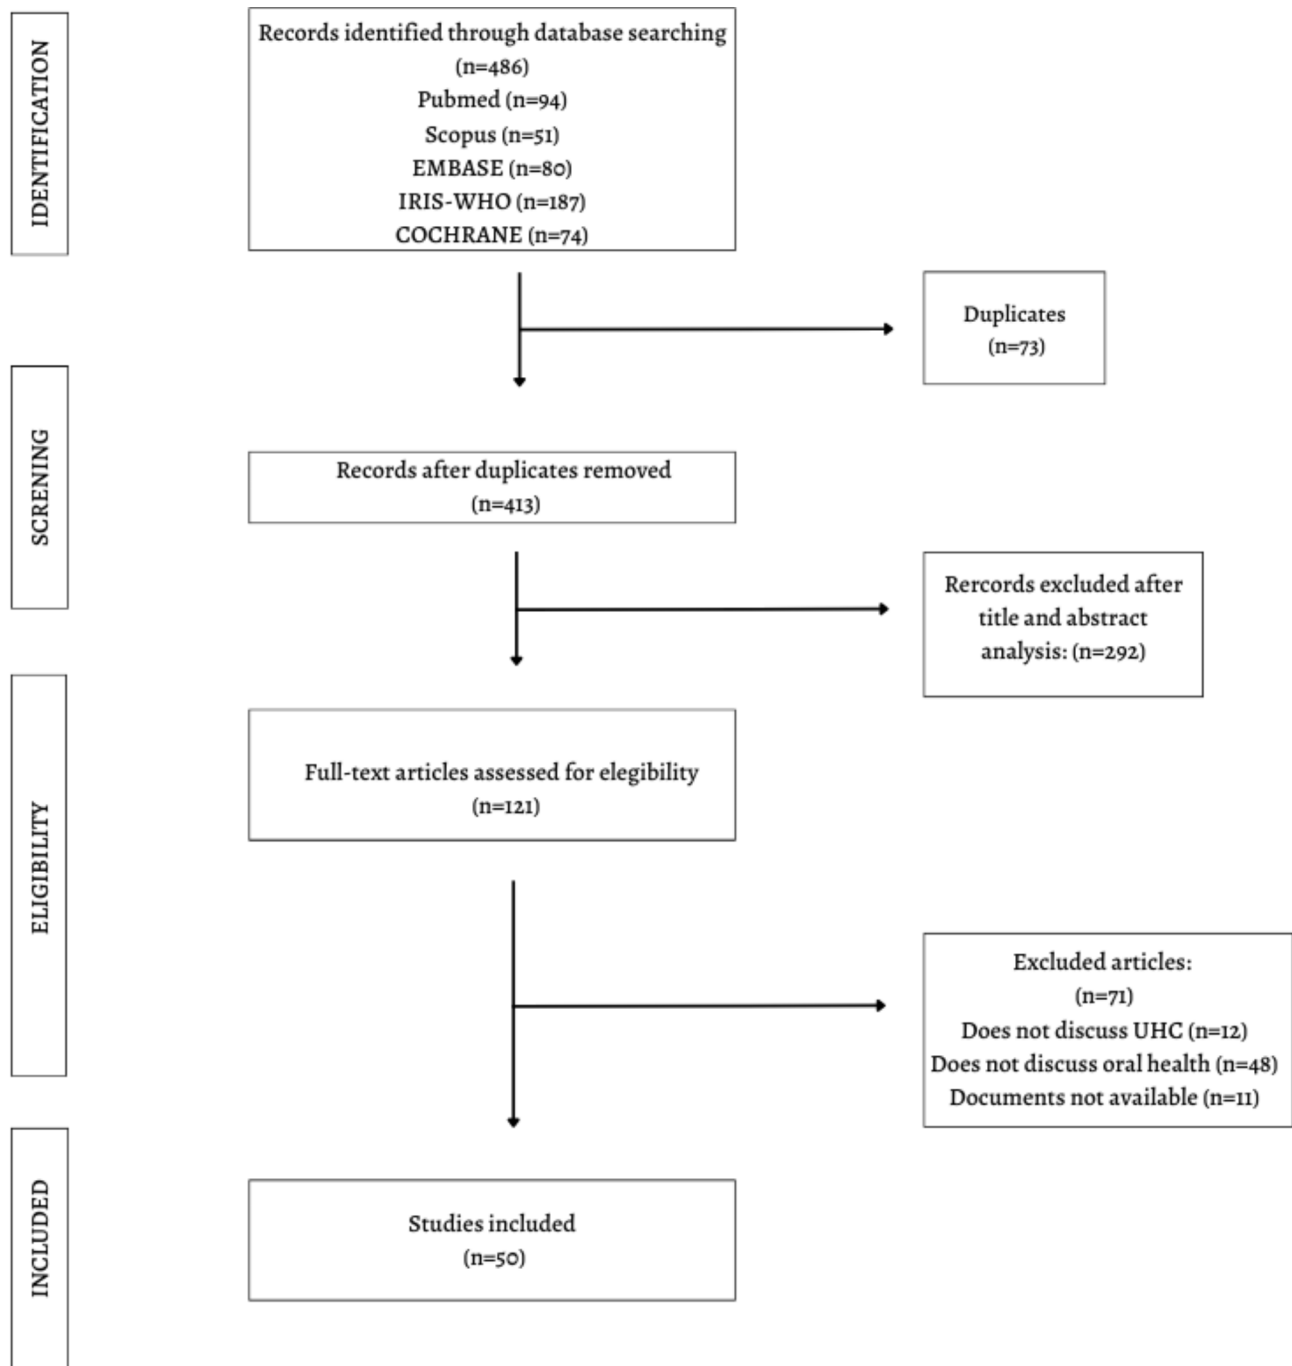 IDENTIFICATION
Records identified through database searching
(n=486)
Pubmed (n=94)
Scopus (n=51)
EMBASE (n=80)
IRIS-WHO (n=187)
COCHRANE (n=74)
Duplicates
(n=73)
SCREENING
Records after duplicates removed
(n=413)
Rercords excluded after
title and abstract
analysis: (n=292)
ELIGIBILITY
Full-text articles assessed for elegibility
(n=121)
Excluded articles:
(n=71)
Does not discuss UHC (n=12)
Does not discuss oral health (n=48)
Documents not available (n=11)
INCLUDED
Studies included
(n=50)